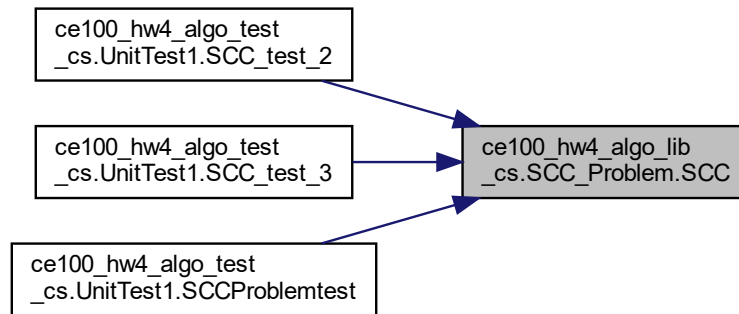 ce100_hw4_algo_test
_cs.UnitTest1.SCC_test_2
ce100_hw4_algo_test
_cs.UnitTest1.SCC_test_3
ce100_hw4_algo_lib
_cs.SCC_Problem.SCC
ce100_hw4_algo_test
_cs.UnitTest1.SCCProblemtest